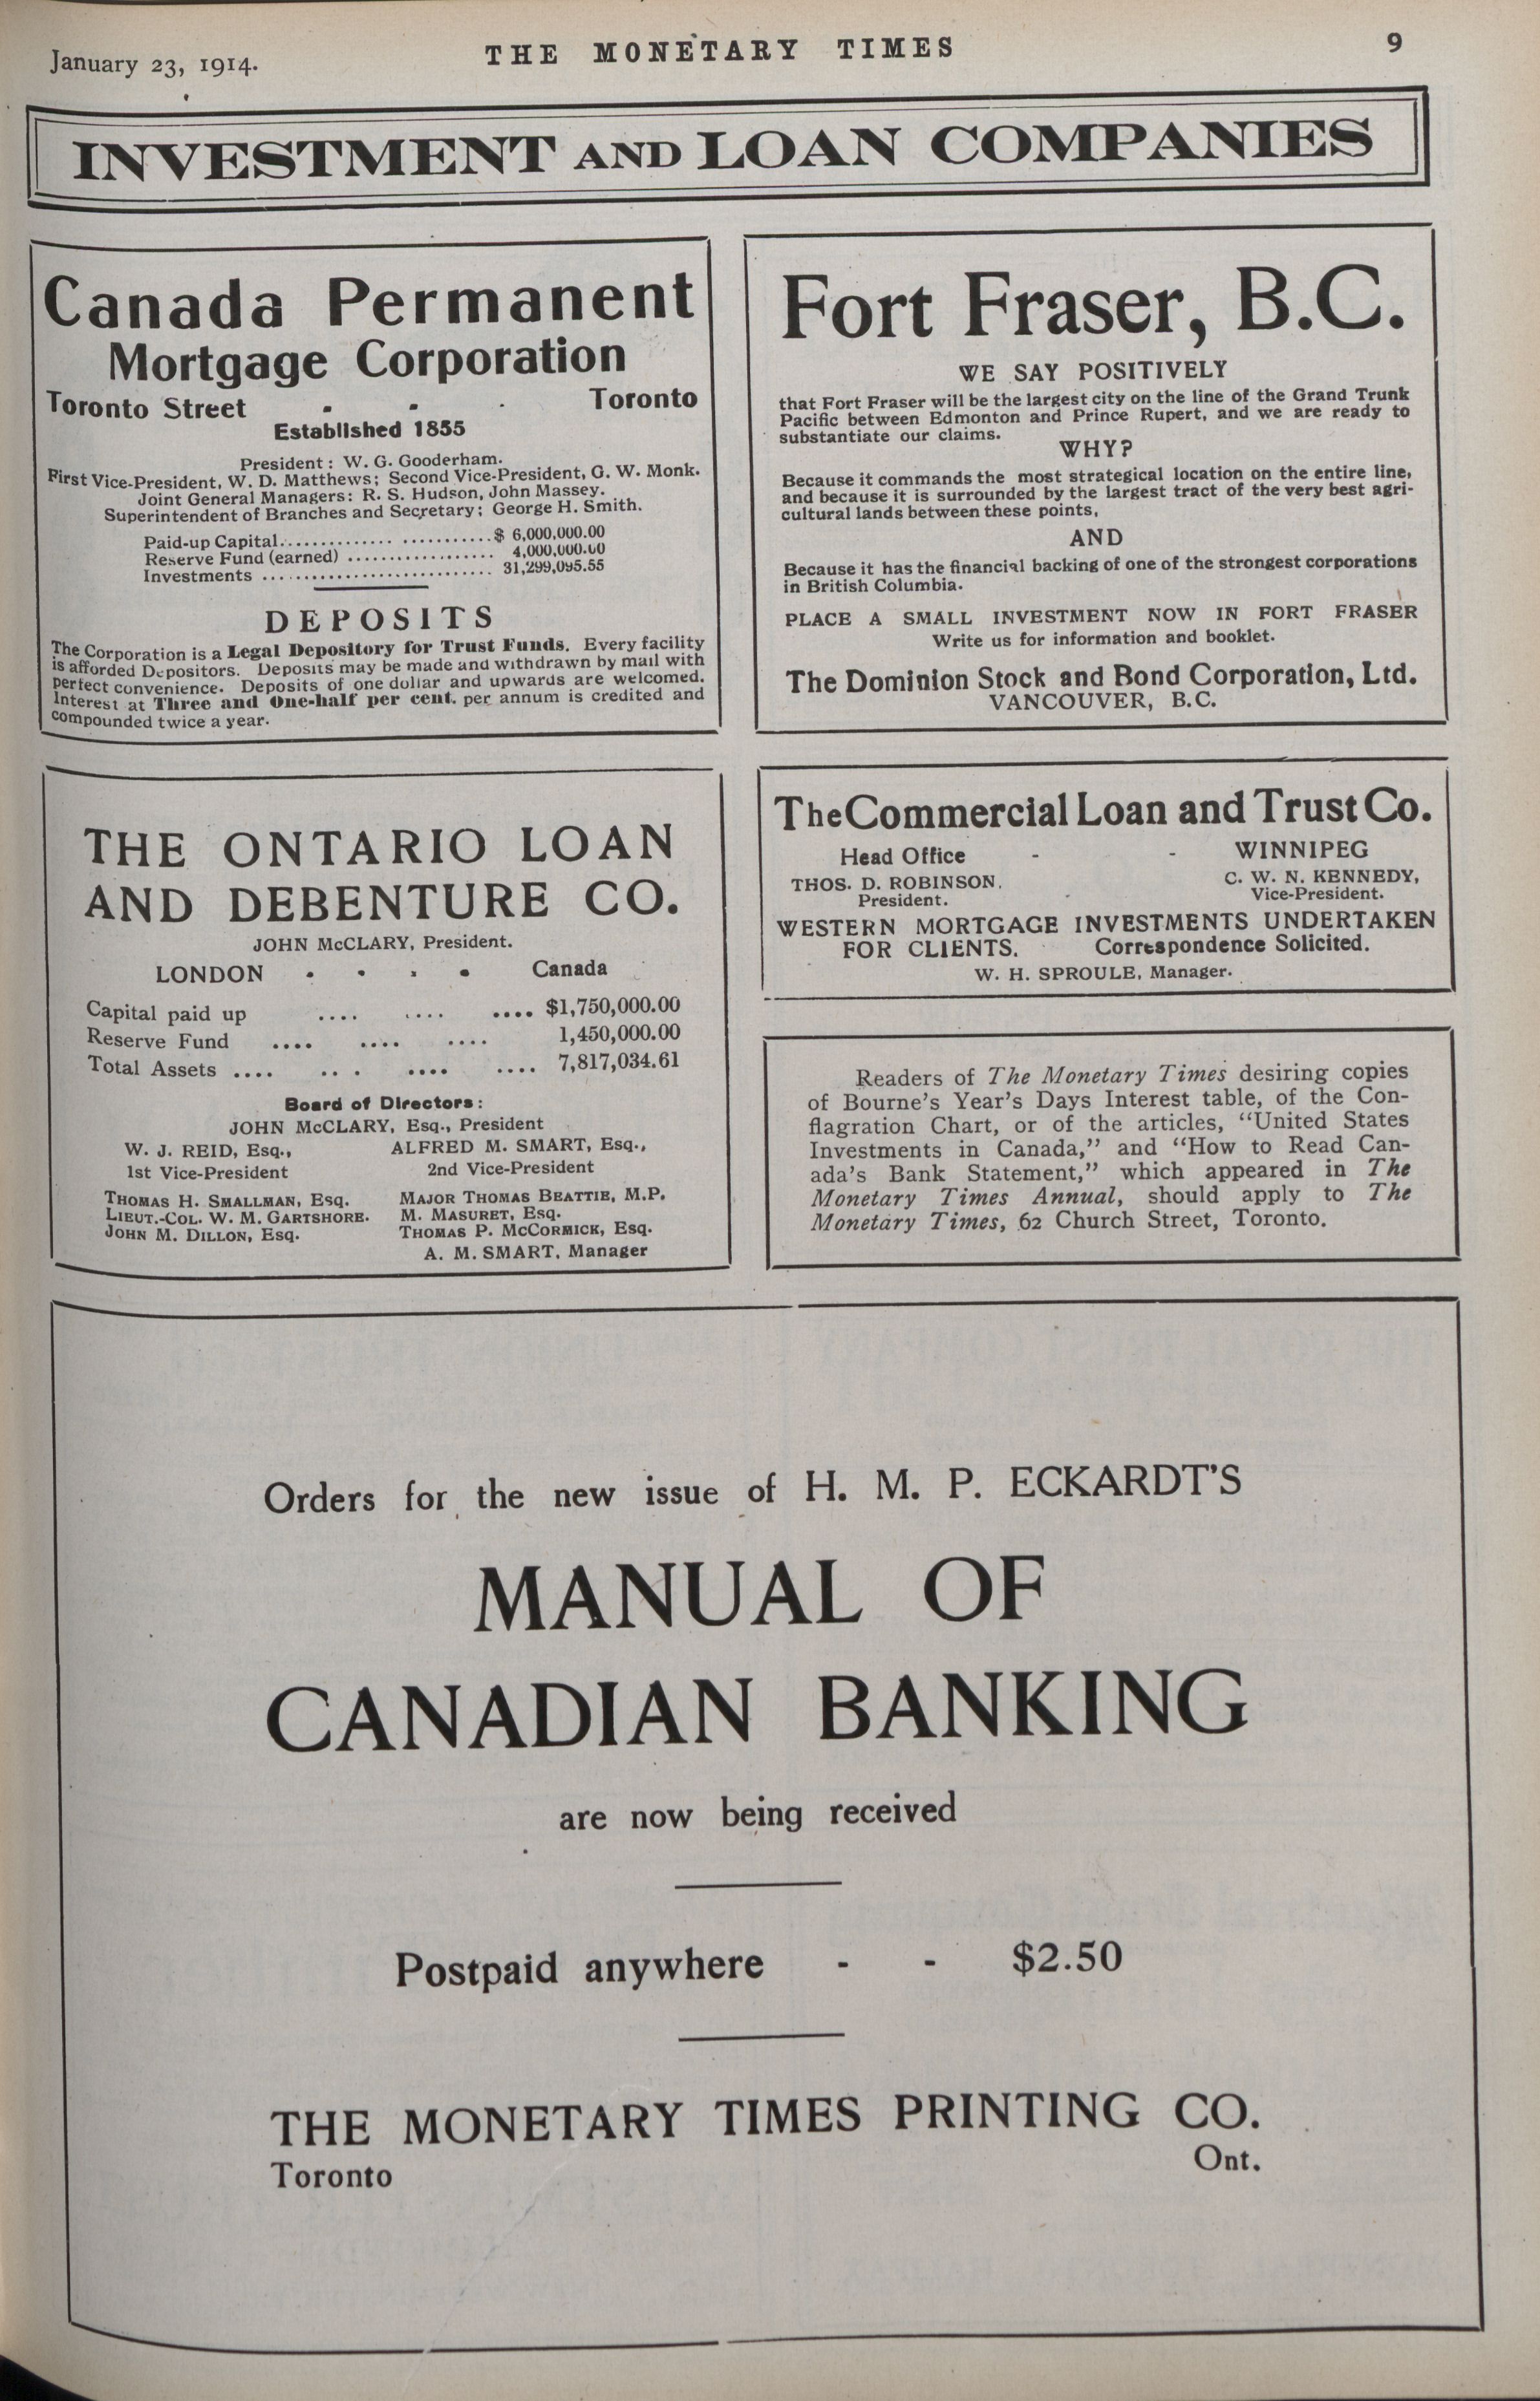 January 23, 1914.
THE MONETARY TIMES
9
INVESTMENT AND LOAN COMPANIES
Canada Permanent
Mortgage Corporation
Toronto Street - - - Toronto
Established 1855
President: W. G. Gooderham.
First Vice-President, W. D. Matthews; Second Vice-President, G. W. Monk.
Joint General Managers: R. S. Hudson, John Massey.
Superintendent of Branches and Secretary; George H. Smith.
Paid-up Capital..........................$ 6,000,000.00
Reserve Fund (earned) .................. 4,000,000.00
Investments ............................ 31,299,095.55
DEPOSITS
The Corporation is a Legal Depository for Trust Funds. Every facility
is afforded Depositors. Deposits may be made and withdrawn by mail with
perfect convenience. Deposits of one dollar and upwards are welcomed.
Interest at Three and One-half per cent. per annum is credited and
compounded twice a year.
Fort Fraser, B.C.
WE SAY POSITIVELY
that Fort Fraser will be the largest city on the line of the Grand Trunk
Pacific between Edmonton and Prince Rupert, and we are ready to
substantiate our claims.
WHY?
Because it commands the most strategical location on the entire line,
and because it is surrounded by the largest tract of the very best agri-
cultural lands between these points,
AND
Because it has the financial backing of one of the strongest corporations
in British Columbia.
PLACE A SMALL INVESTMENT NOW IN FORT FRASER
Write us for information and booklet.
The Dominion Stock and Bond Corporation, Ltd.
VANCOUVER, B.C.
THE ONTARIO LOAN
AND DEBENTURE CO.
JOHN McCLARY, President.
LONDON . . . . Canada
Capital paid up .... .... .... $1,750,000.00
Reserve Fund .... .... .... 1,450,000.00
Total Assets .... ... . .... .... 7,817,034.61
Board of Directors:
JOHN McCLARY, Esq., President
W. J. REID, Esq., ALFRED M. SMART, Esq.,
1st Vice-President 2nd Vice-President
THOMAS H. SMALLMAN, ESQ. MAJOR THOMAS BEATTIE, M.P.
LIEUT.-COL. W. M. GARTSHORE. M. MASURET, ESQ.
JOHN M. DILLON, ESQ. THOMAS P. MCCORMICK, ESQ.
A. M. SMART, Manager
The Commercial Loan and Trust Co.
Head Office - - WINNIPEG
THOS. D. ROBINSON, C. W. N. KENNEDY,
President. - Vice-President.
WESTERN MORTGAGE INVESTMENTS UNDERTAKEN
FOR CLIENTS. Correspondence Solicited.
W. H. SPROULE, Manager.
Readers of The Monetary Times desiring copies
of Bourne's Year's Days Interest table, of the Con-
flagration Chart, or of the articles, "United States
Investments in Canada," and "How to Read Can-
ada's Bank Statement," which appeared in The
Monetary Times Annual, should apply to The
Monetary Times, 62 Church Street, Toronto.
Orders for the new issue of H. M. P. ECKARDT'S
MANUAL OF
CANADIAN BANKING
are now being received
Postpaid anywhere - - $2.50
THE MONETARY TIMES PRINTING CO.
Toronto Ont.